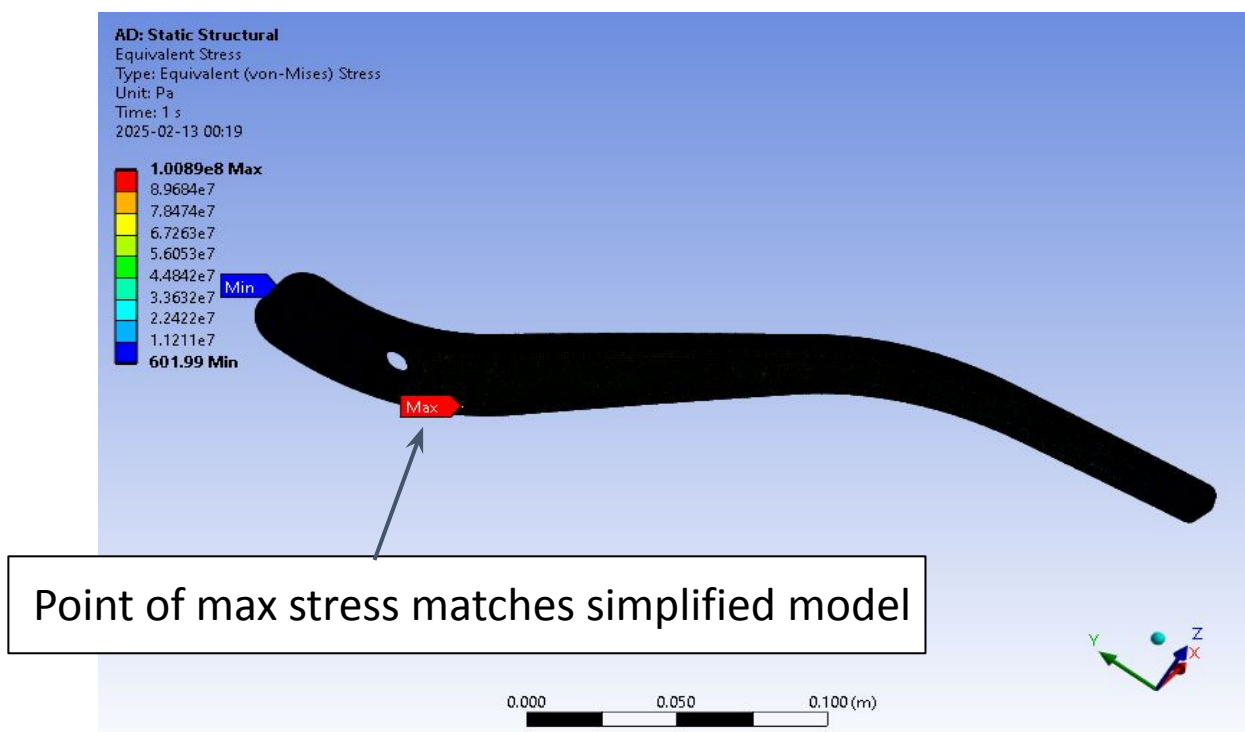 AD: Static Structural
Equivalent Stress
Type: Equivalent (von-Mises) Stress
Unit: Pa
Time: 1 s
2025-02-13 00:19
1.0089e8 Max
8.9684e7
7.8474e7
6.7263e7
5.6053e7
4.4842e7
3.3632e7
2.2422e7
1.1211e7
601.99 Min
Min
Max
Point of max stress matches simplified model
Y
Z
X
0.000
0.050
0.100 (m)